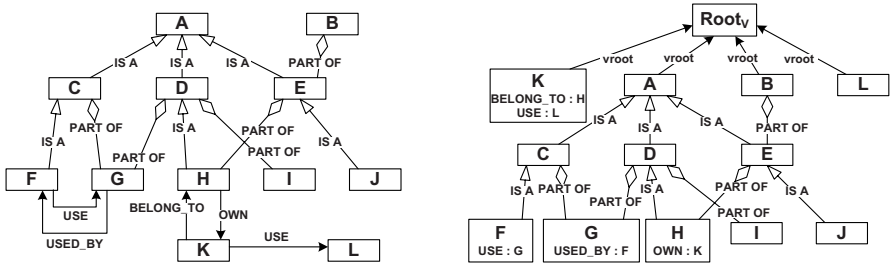 A
B
IS A
IS A
IS A
PART OF
C
D
E
IS A
PART OF
PART OF
IS A
PART OF
PART OF
IS A
F
G
H
I
J
USE
USED_BY
BELONG_TO
OWN
K
USE
L
Rootv
vroot
vroot
vroot
vroot
K
BELONG_TO : H
USE : L
A
B
L
IS A
IS A
IS A
PART OF
C
D
E
IS A
PART OF
PART OF
IS A
PART OF
PART OF
IS A
F
USE : G
G
USED_BY: F
H
OWN : K
I
J